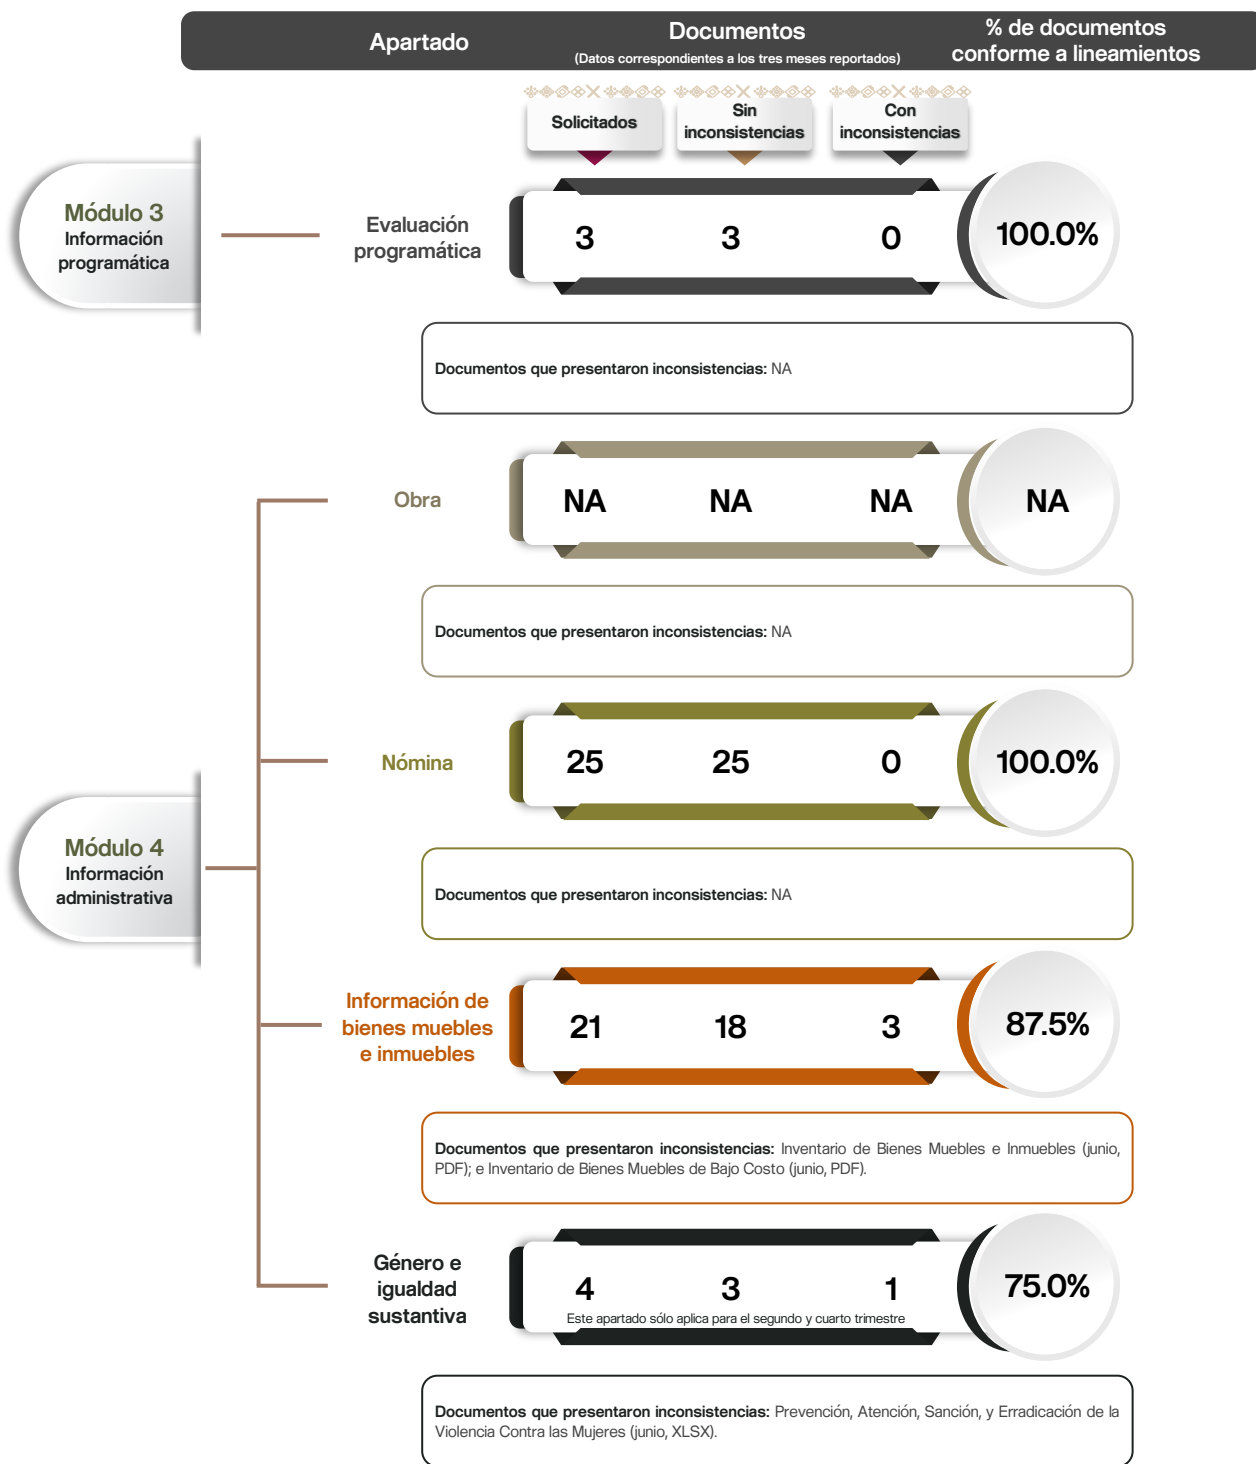 Apartado
Documentos
(Datos correspondientes a los tres meses reportados)
% de documentos
conforme a lineamientos
Solicitados
Sin
inconsistencias
Con
inconsistencias
Módulo 3
Información
programática
Evaluación
programática
3 3 0 100.0%
Documentos que presentaron inconsistencias: NA
Obra
NA NA NA NA
Documentos que presentaron inconsistencias: NA
Nómina
25 25 0 100.0%
Documentos que presentaron inconsistencias: NA
Módulo 4
Información
administrativa
Información de
bienes muebles
e inmuebles
21 18 3 87.5%
Documentos que presentaron inconsistencias: Inventario de Bienes Muebles e Inmuebles (junio,
PDF); e Inventario de Bienes Muebles de Bajo Costo (junio, PDF).
Género e
igualdad
sustantiva
4 3 1 75.0%
Este apartado sólo aplica para el segundo y cuarto trimestre
Documentos que presentaron inconsistencias: Prevención, Atención, Sanción, y Erradicación de la
Violencia Contra las Mujeres (junio, XLSX).